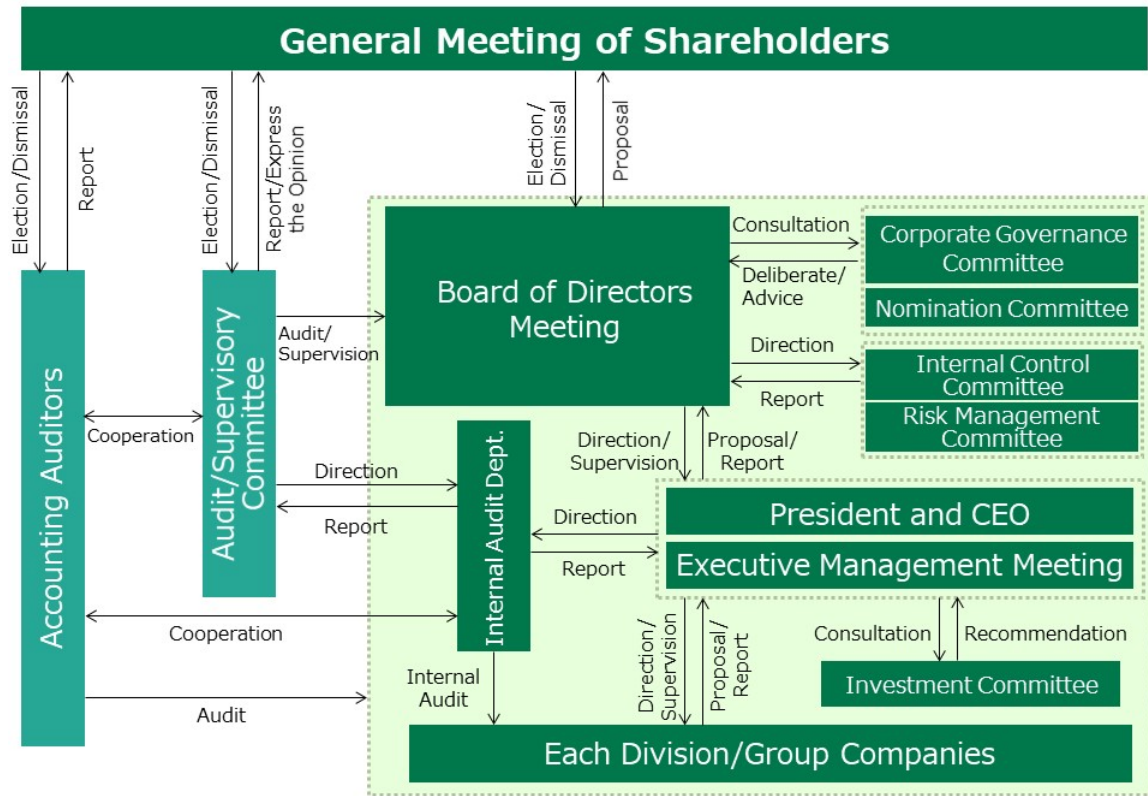 General Meeting of Shareholders
Election/Dismissal
Report
Election/Dismissal
Report/Express
the Opinion
Election/
Dismissal
Proposal
Board of Directors
Meeting
Consultation
Deliberate/
Advice
Corporate Governance
Committee
Nomination Committee
Direction
Report
Internal Control
Committee
Risk Management
Committee
Accounting Auditors
Audit/Supervisory
Committee
Audit/
Supervision
Cooperation
Direction
Report
Internal Audit Dept.
Direction/
Supervision
Proposal/
Report
Direction
Report
President and CEO
Executive Management Meeting
Cooperation
Internal
Audit
Direction/
Supervision
Proposal/
Report
Consultation
Recommendation
Investment Committee
Audit
Each Division/Group Companies